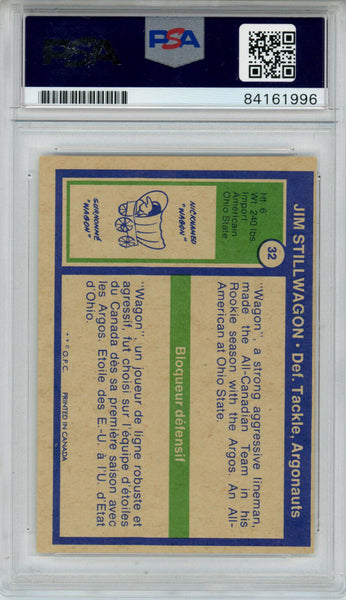 PSA
84161996
JIM STILLWAGON • Def. Tackle, Argonauts
32
Ht: 6'
Wt: 240 lbs.
Import
Américain
Ohio State
NICKNAMED
"WAGON"
SURNOMMÉ
"WAGON"
"Wagon", a strong aggressive lineman,
made the All-Canadian Team in his
Rookie season with the Argos. An All-
American at Ohio State.
Bloqueur défensif
"Wagon", un joueur de ligne robuste et
agressif, fut choisi sur l'équipe d'étoiles
du Canada dès sa première saison avec
les Argos. Etoile des E.-U. à l'U. d'Etat
d'Ohio.
**© O.P.C.
PRINTED IN CANADA